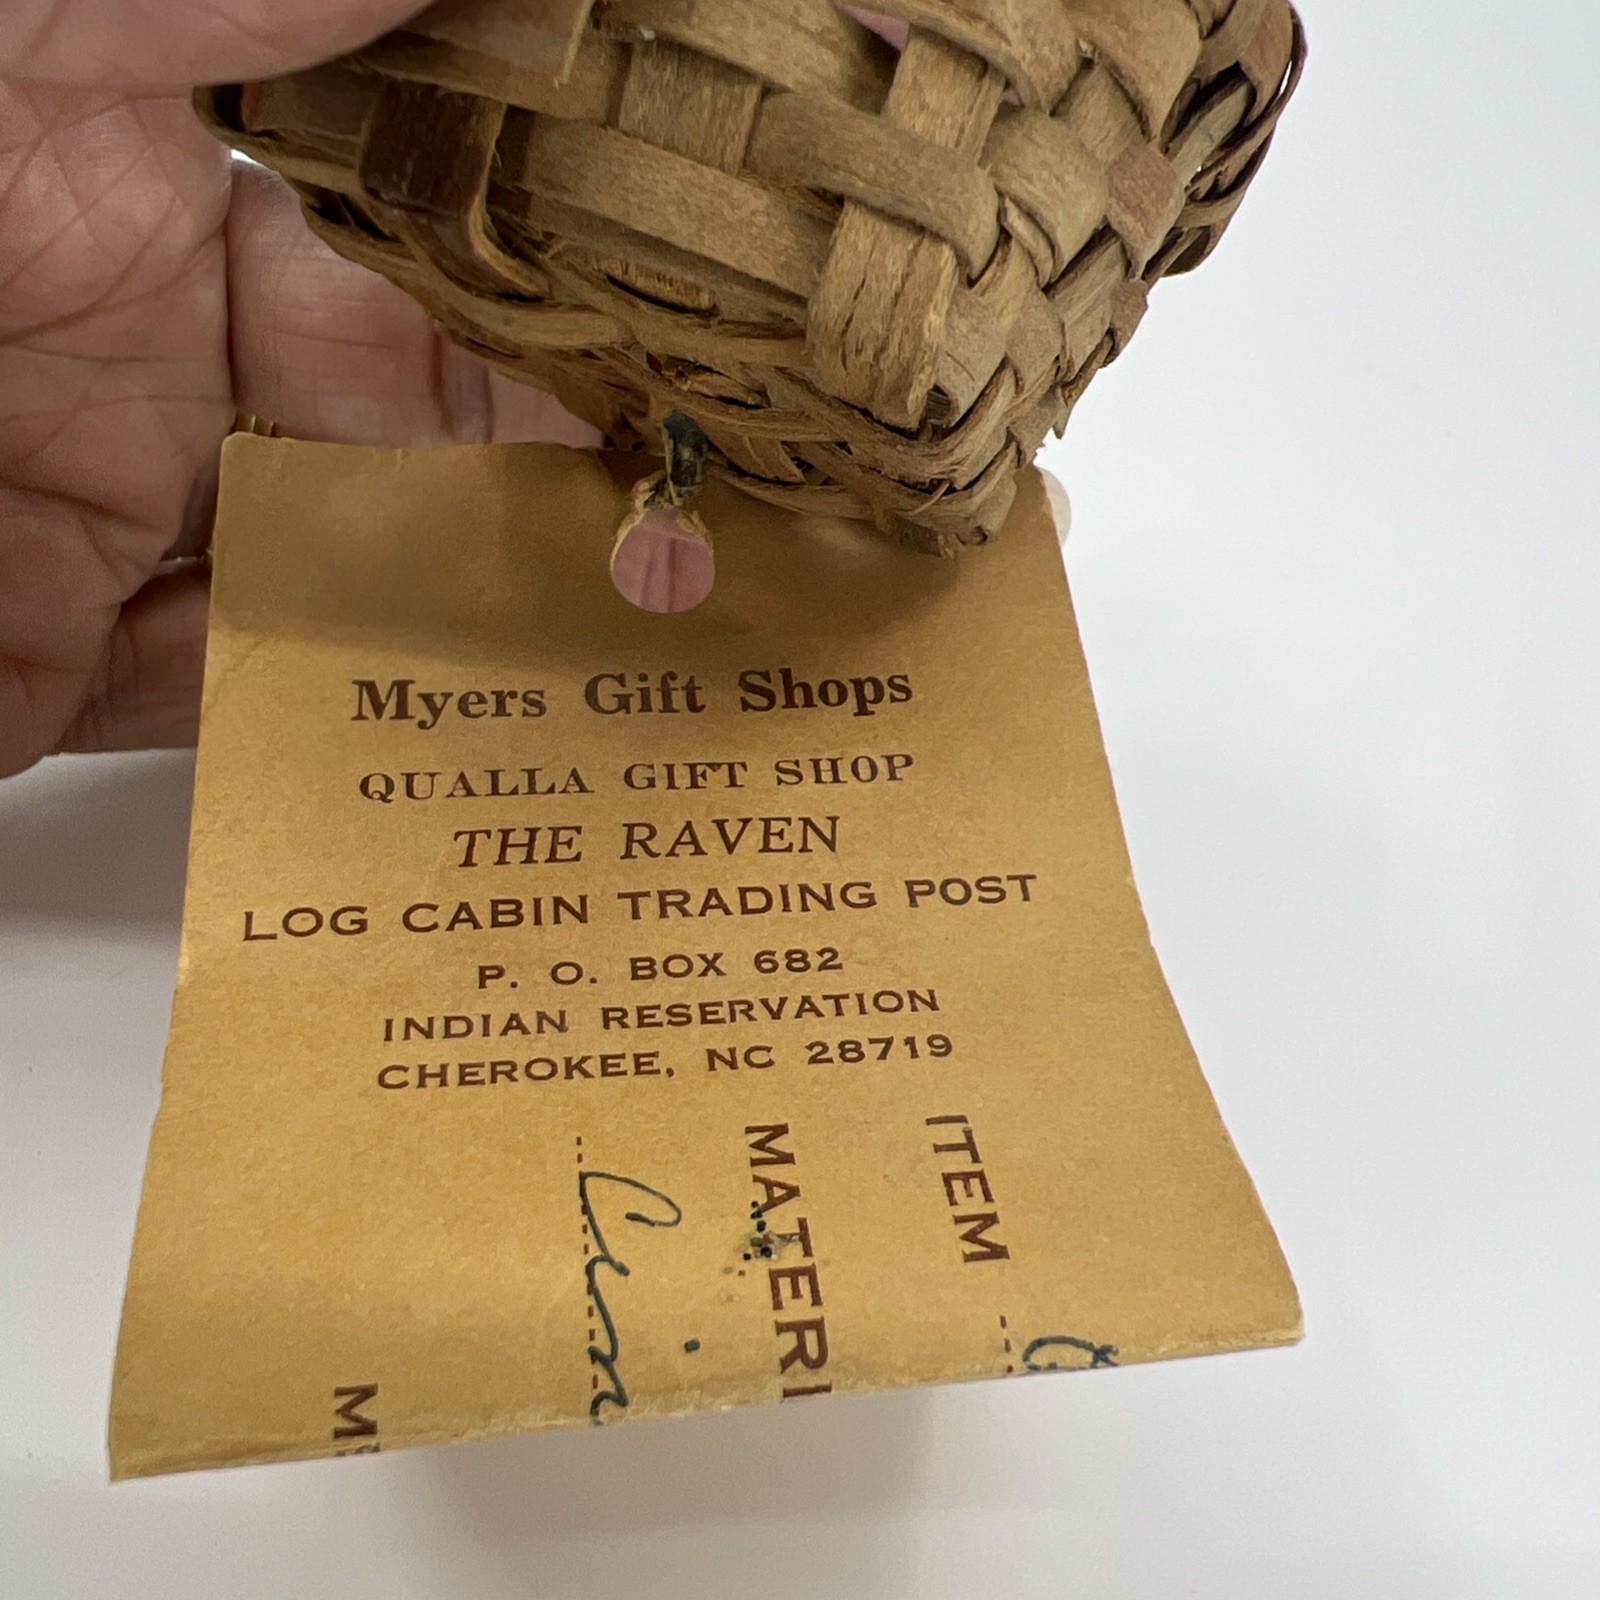 Myers Gift Shops
QUALLA GIFT SHOP
THE RAVEN
LOG CABIN TRADING POST
P. O. BOX 682
INDIAN RESERVATION
CHEROKEE, NC 28719
ITEM
MATERI